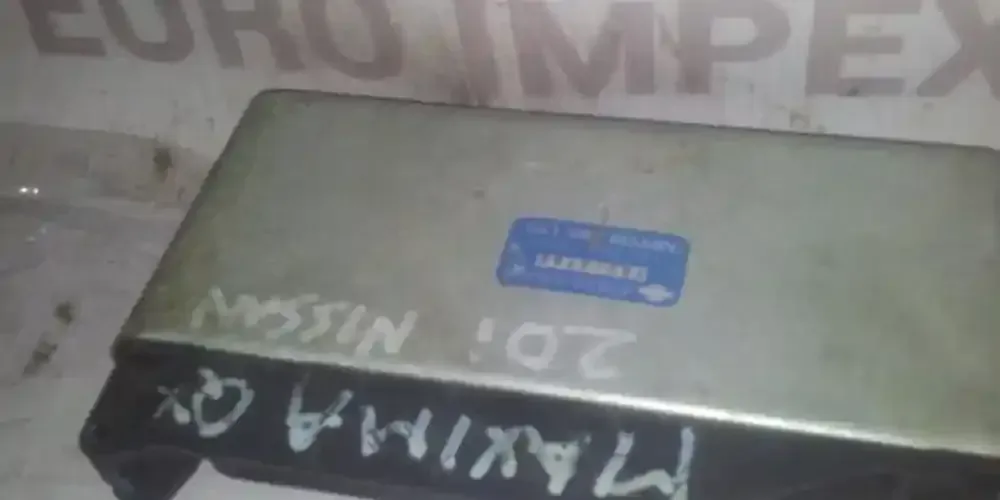 EURO IMPEX
NISSAN 2.0i
MAXIMA QX